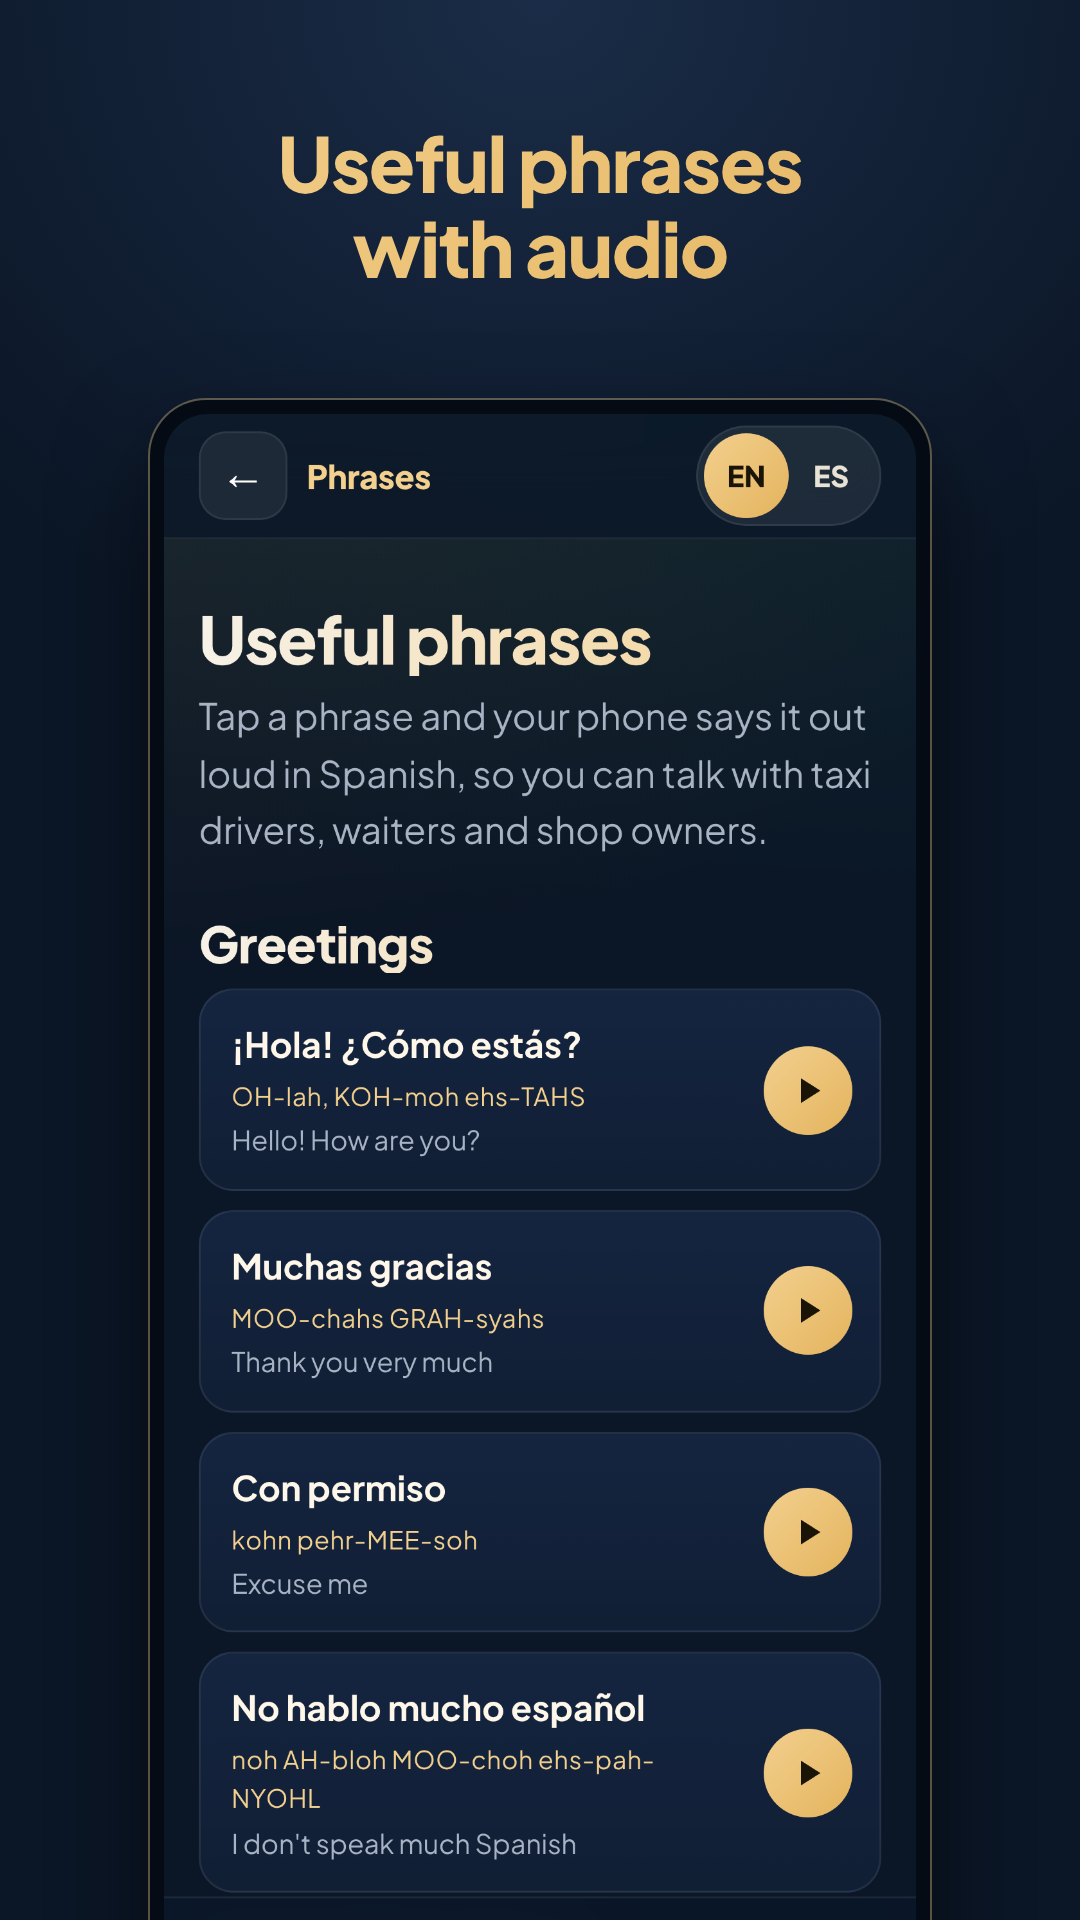 Useful phrases
with audio
← Phrases
EN ES
Useful phrases
Tap a phrase and your phone says it out
loud in Spanish, so you can talk with taxi
drivers, waiters and shop owners.
Greetings
¡Hola! ¿Cómo estás?
OH-lah, KOH-moh ehs-TAHS
Hello! How are you?
Muchas gracias
MOO-chahs GRAH-syahs
Thank you very much
Con permiso
kohn pehr-MEE-soh
Excuse me
No hablo mucho español
noh AH-bloh MOO-choh ehs-pah-
NYOHL
I don't speak much Spanish